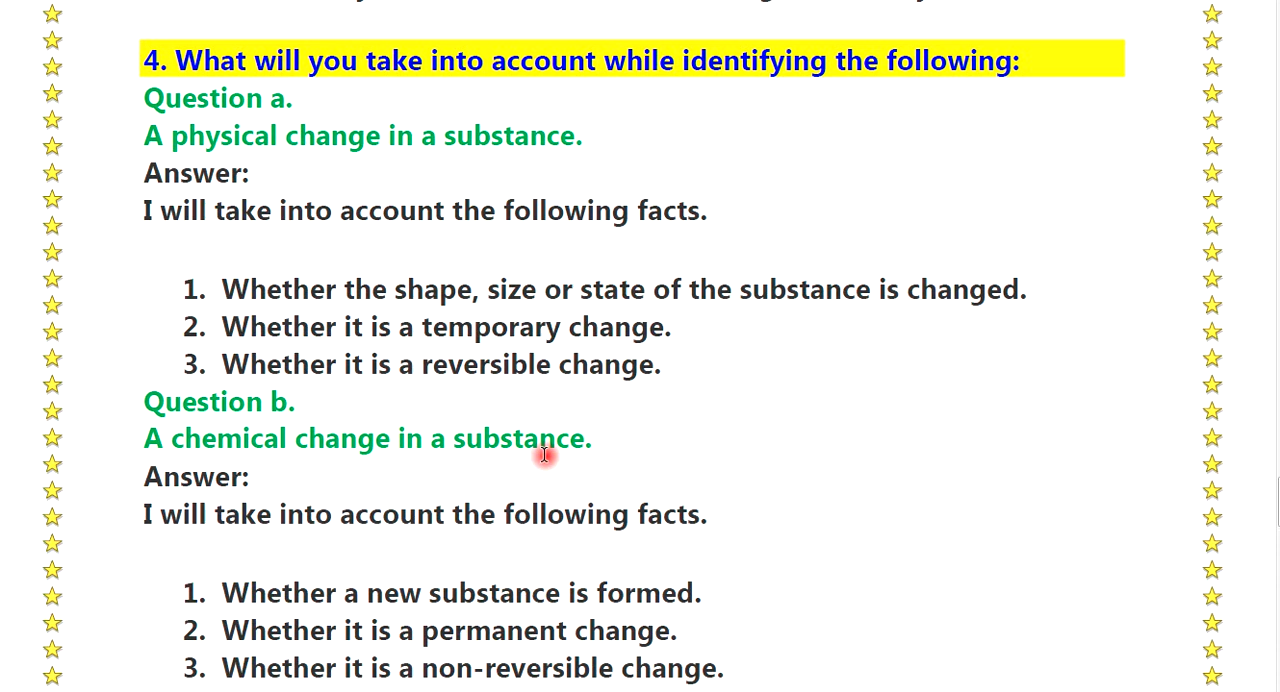 4. What will you take into account while identifying the following:
Question a.
A physical change in a substance.
Answer:
I will take into account the following facts.
1. Whether the shape, size or state of the substance is changed.
2. Whether it is a temporary change.
3. Whether it is a reversible change.
Question b.
A chemical change in a substance.
Answer:
I will take into account the following facts.
1. Whether a new substance is formed.
2. Whether it is a permanent change.
3. Whether it is a non-reversible change.